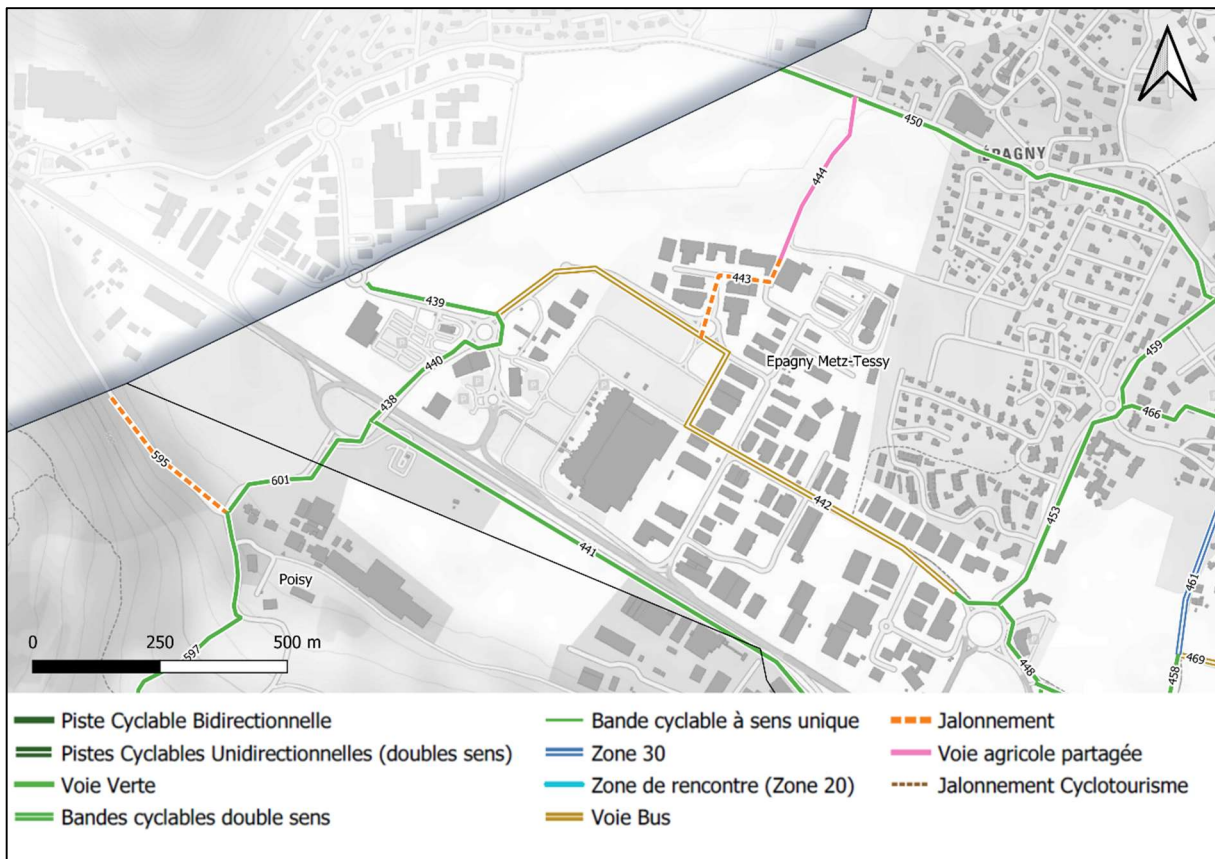 450
ÉPAGNY
444
443
439
459
440
Epagny Metz-Tessy
438
466
595
601
442
453
441
461
Poisy
0 250 500 m
597
448
458
469
Piste Cyclable Bidirectionnelle
Pistes Cyclables Unidirectionnelles (doubles sens)
Voie Verte
Bandes cyclables double sens
Bande cyclable à sens unique
Zone 30
Zone de rencontre (Zone 20)
Voie Bus
Jalonnement
Voie agricole partagée
Jalonnement Cyclotourisme